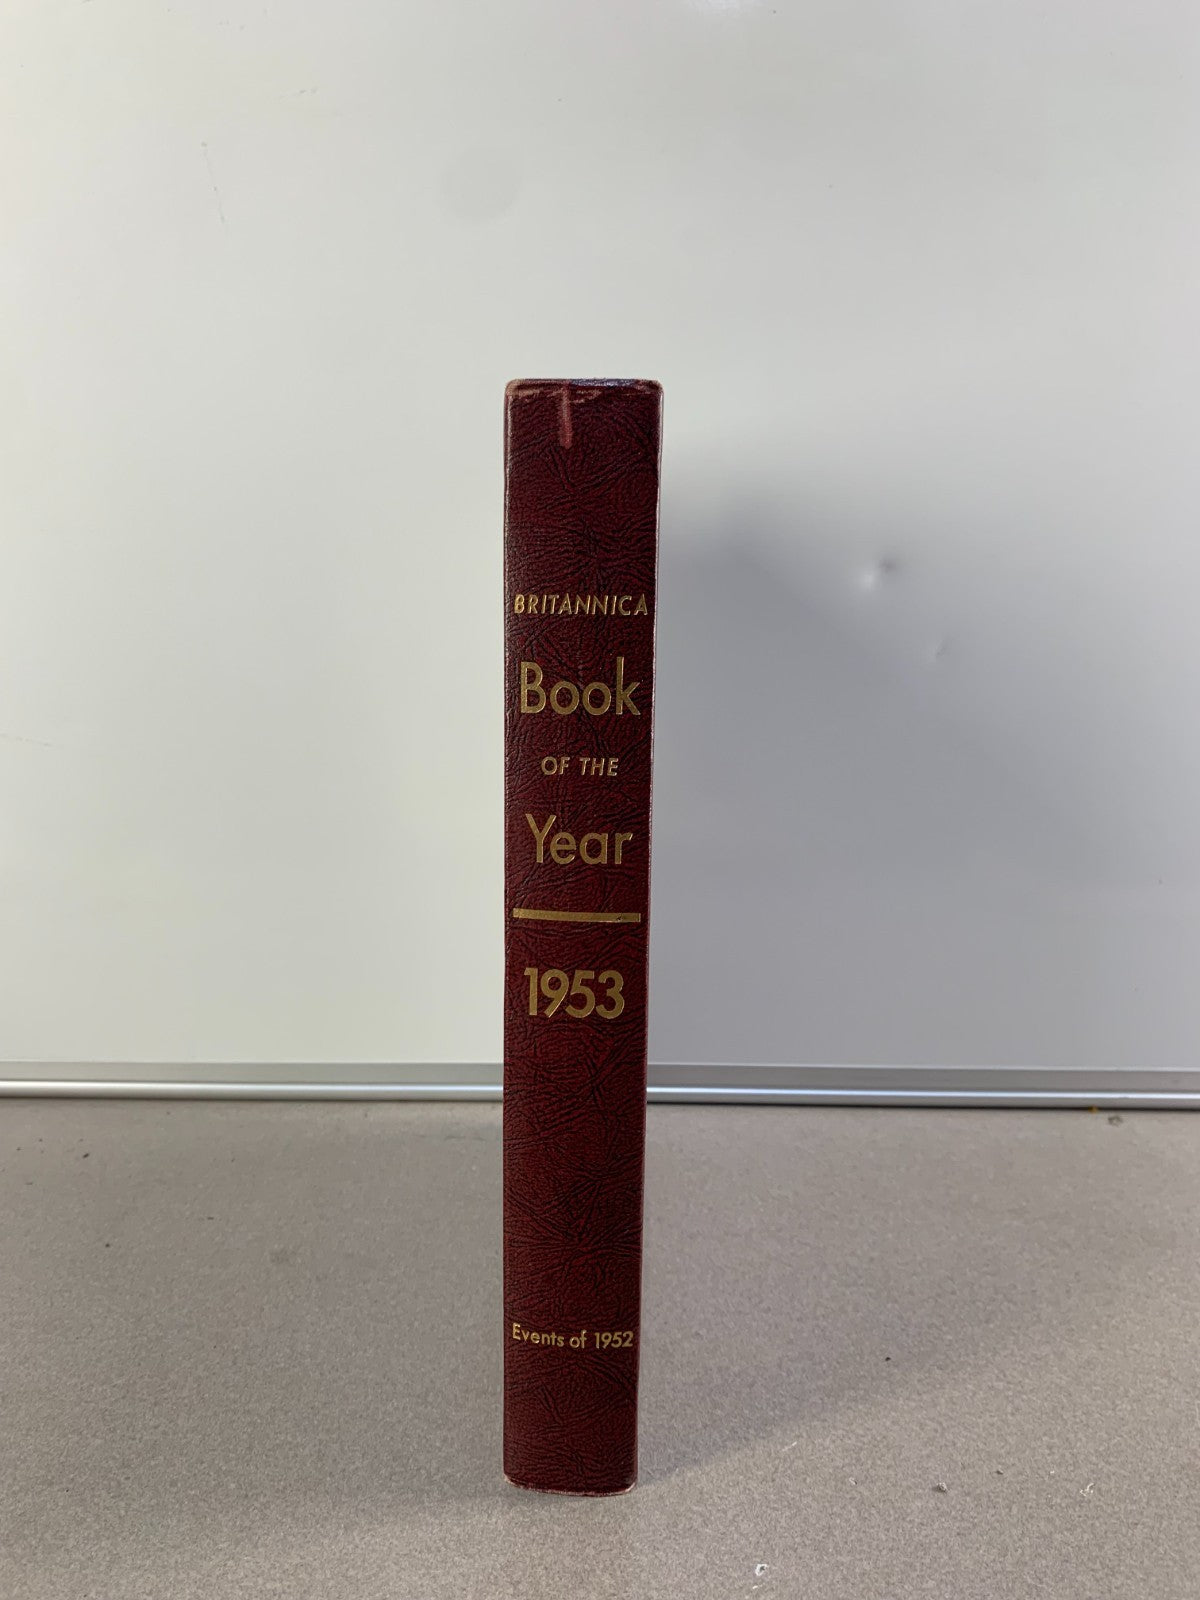 BRITANNICA
Book
OF THE
Year
1953
Events of 1952